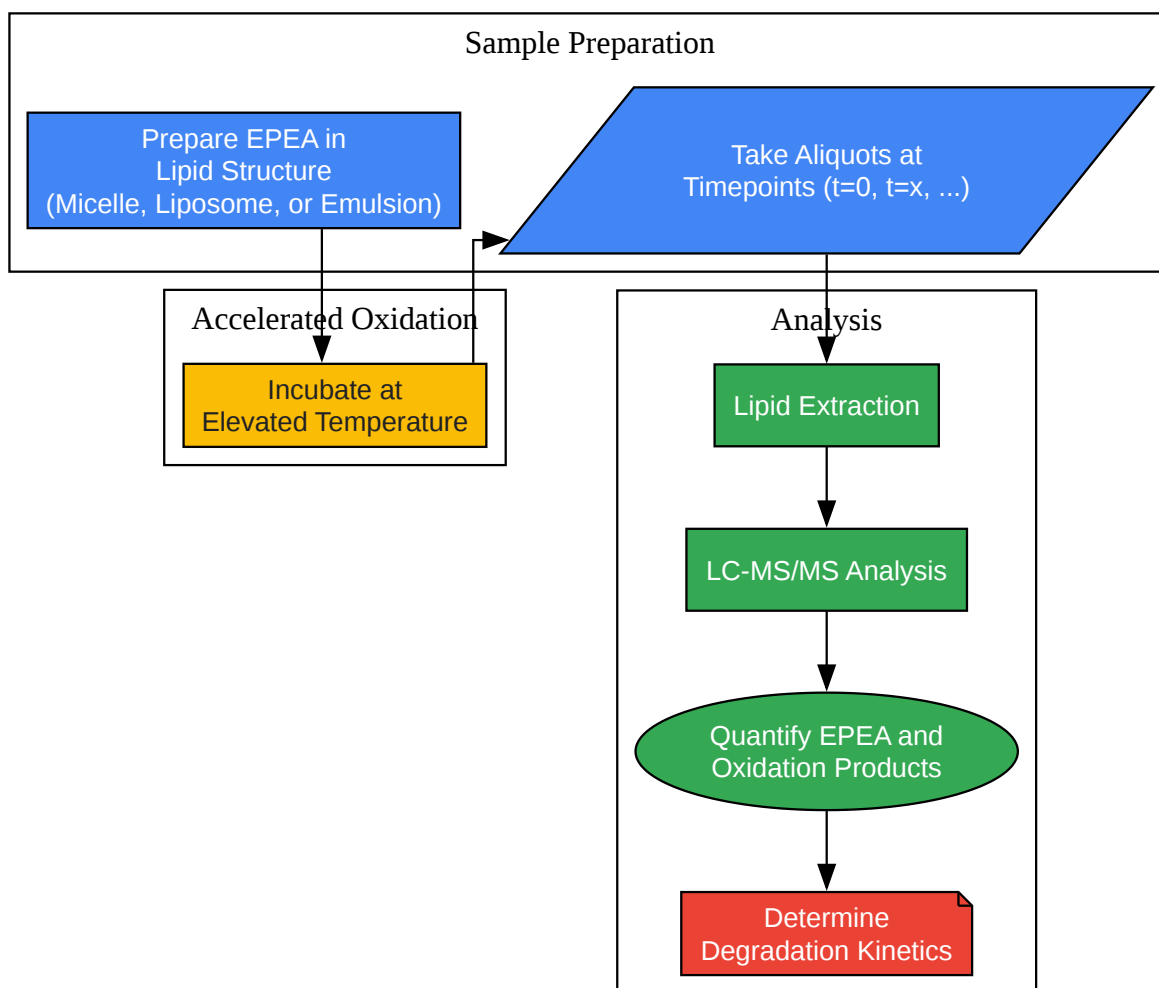 Sample Preparation
Prepare EPEA in
Lipid Structure
(Micelle, Liposome, or Emulsion)
Take Aliquots at
Timepoints (t=0, t=x, ...)
Accelerated Oxidation
Incubate at
Elevated Temperature
Analysis
Lipid Extraction
LC-MS/MS Analysis
Quantify EPEA and
Oxidation Products
Determine
Degradation Kinetics